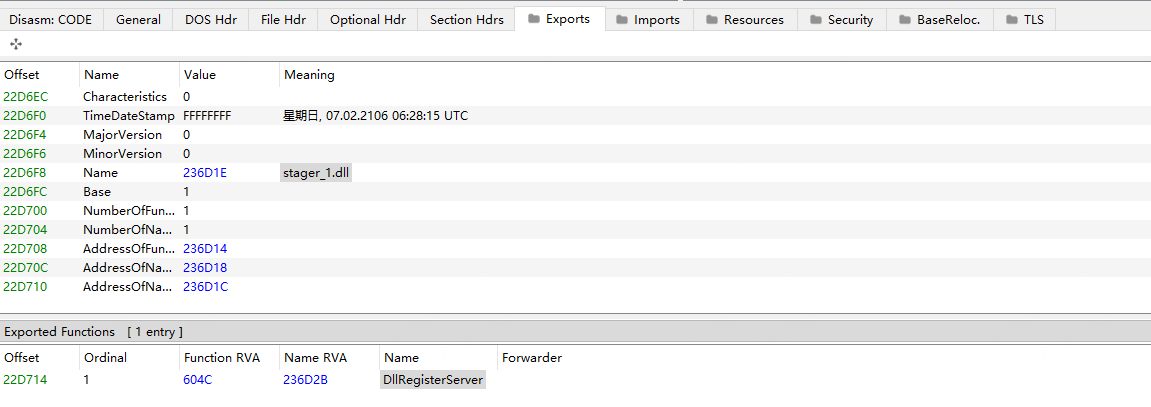 Disasm: CODE General DOS Hdr File Hdr Optional Hdr Section Hdrs Exports Imports Resources Security BaseReloc. TLS
Offset Name Value Meaning
22D6EC Characteristics 0
22D6F0 TimeDateStamp FFFFFFFF 星期日, 07.02.2106 06:28:15 UTC
22D6F4 MajorVersion 0
22D6F6 MinorVersion 0
22D6F8 Name 236D1E stager_1.dll
22D6FC Base 1
22D700 NumberOfFun... 1
22D704 NumberOfNa... 1
22D708 AddressOfFun... 236D14
22D70C AddressOfNa... 236D18
22D710 AddressOfNa... 236D1C
Exported Functions [ 1 entry ]
Offset Ordinal Function RVA Name RVA Name Forwarder
22D714 1 604C 236D2B DllRegisterServer